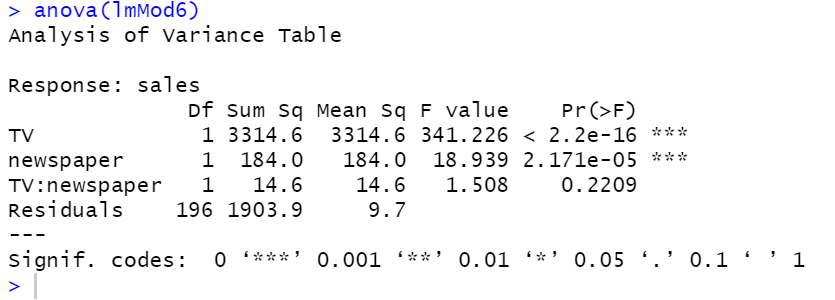 > anova(lmMod6)
Analysis of Variance Table

Response: sales
              Df Sum Sq Mean Sq F value    Pr(>F)
TV             1 3314.6  3314.6 341.226 < 2.2e-16 ***
newspaper      1  184.0   184.0  18.939 2.171e-05 ***
TV:newspaper   1   14.6    14.6   1.508    0.2209
Residuals    196 1903.9     9.7
---
Signif. codes:  0 ‘***’ 0.001 ‘**’ 0.01 ‘*’ 0.05 ‘.’ 0.1 ‘ ’ 1
>